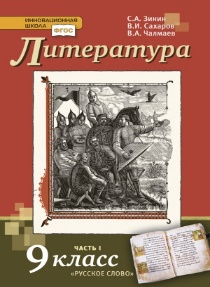 ИННОВАЦИОННАЯ
ШКОЛА
ФГОС
С.А. Зинин
В.И. Сахаров
В.А. Чалмаев
Литература
ЧАСТЬ 1
9 класс
«РУССКОЕ СЛОВО»